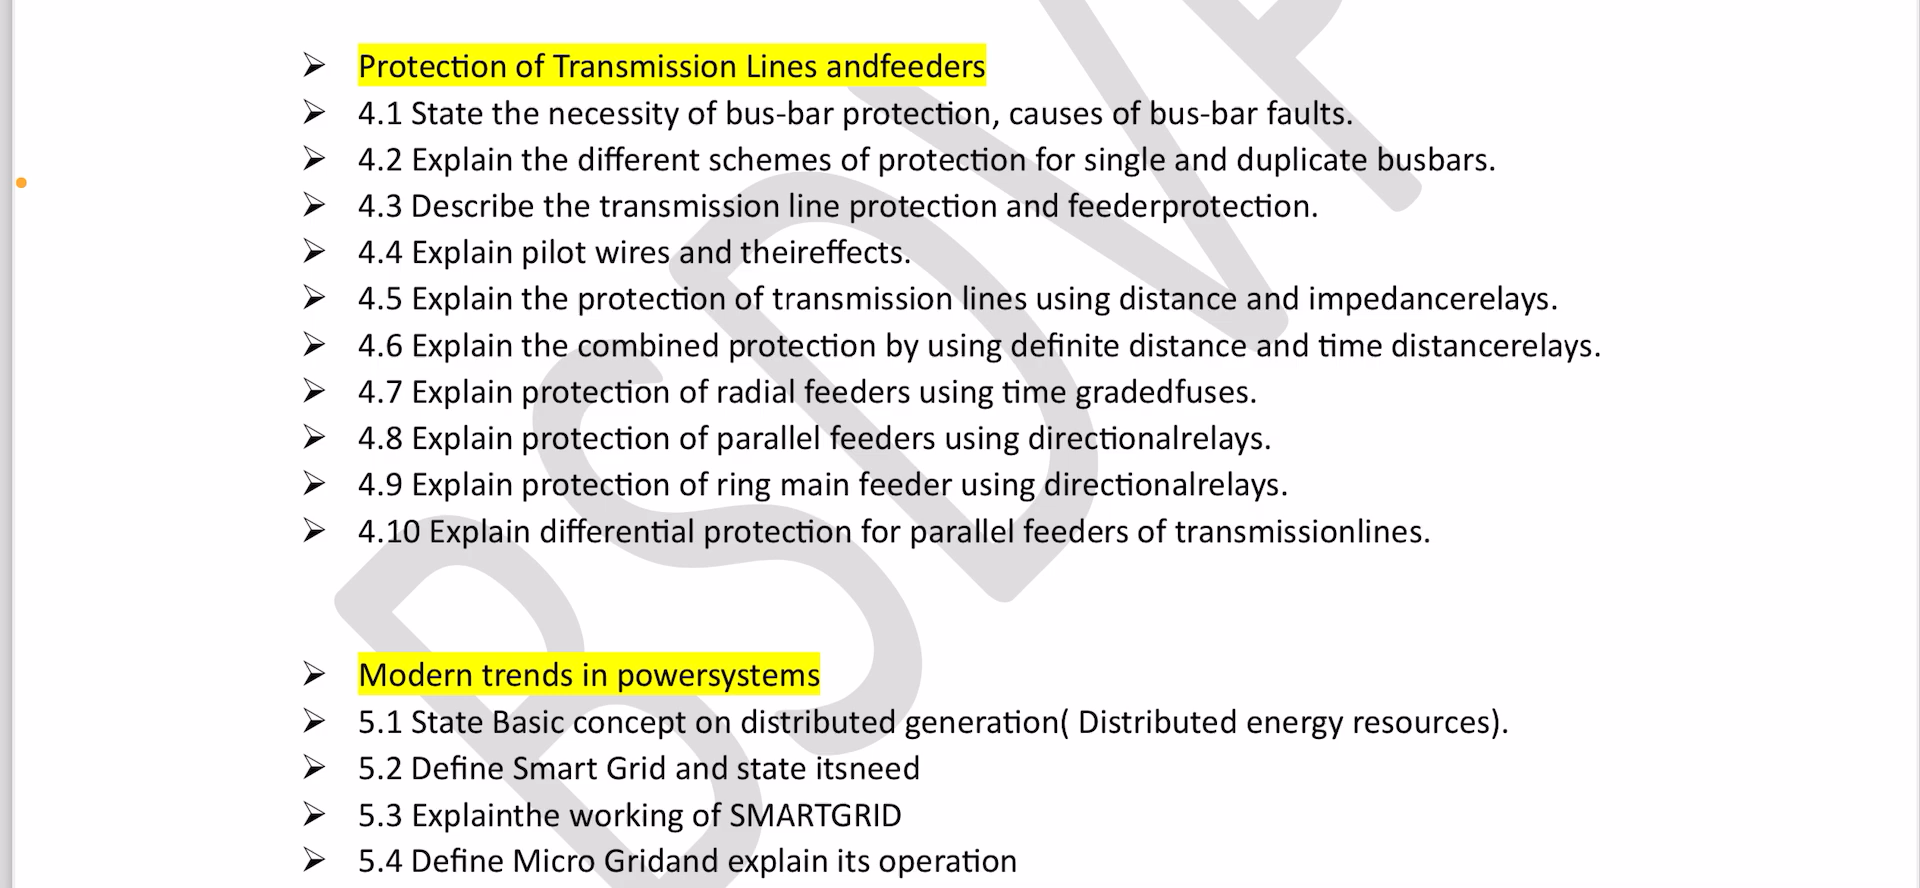 Protection of Transmission Lines andfeeders
4.1 State the necessity of bus-bar protection, causes of bus-bar faults.
4.2 Explain the different schemes of protection for single and duplicate busbars.
4.3 Describe the transmission line protection and feederprotection.
4.4 Explain pilot wires and theireffects.
4.5 Explain the protection of transmission lines using distance and impedancerelays.
4.6 Explain the combined protection by using definite distance and time distancerelays.
4.7 Explain protection of radial feeders using time gradedfuses.
4.8 Explain protection of parallel feeders using directionalrelays.
4.9 Explain protection of ring main feeder using directionalrelays.
4.10 Explain differential protection for parallel feeders of transmissionlines.
Modern trends in powersystems
5.1 State Basic concept on distributed generation( Distributed energy resources).
5.2 Define Smart Grid and state itsneed
5.3 Explainthe working of SMARTGRID
5.4 Define Micro Gridand explain its operation